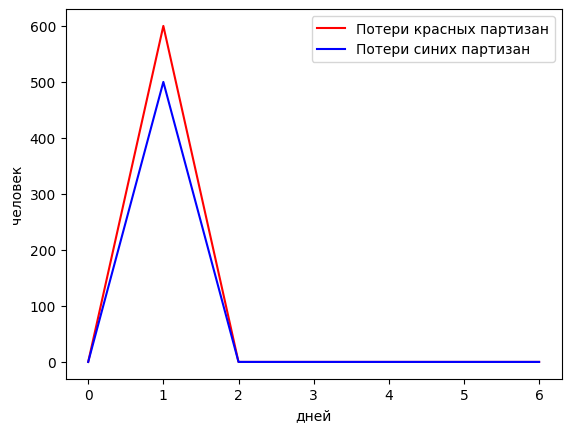 Потери красных партизан
Потери синих партизан
человек
600
500
400
300
200
100
0
0 1 2 3 4 5 6
дней